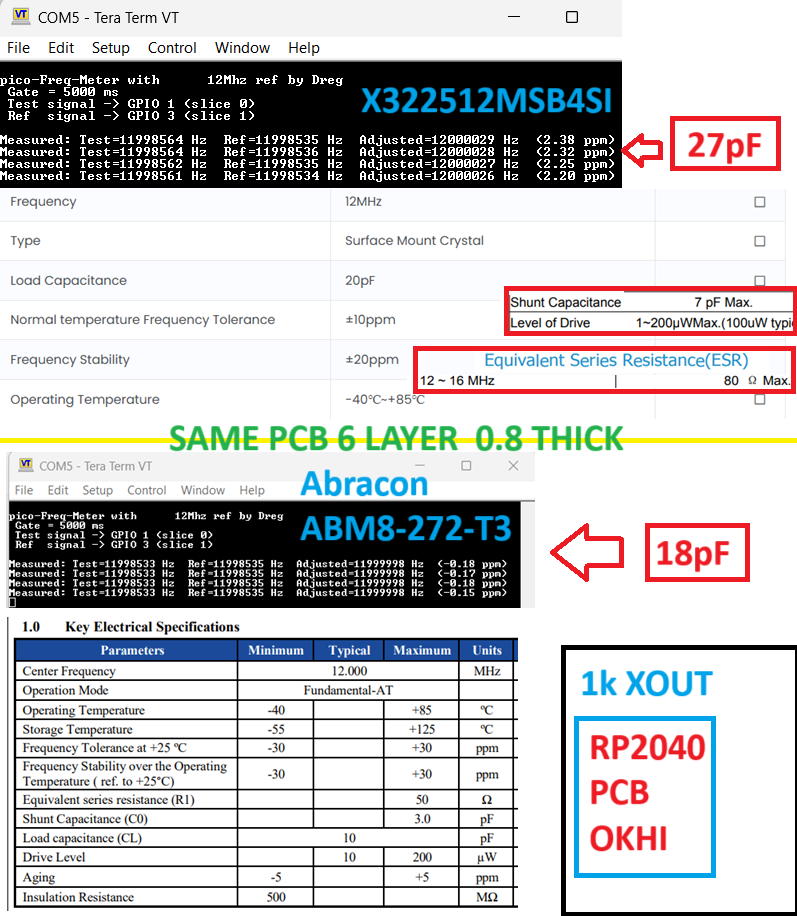 COM5 - Tera Term VT
File Edit Setup Control Window Help
pico-Freq-Meter with 12Mhz ref by Dreg
Gate = 5000 ms
Test signal -> GPIO 1 (slice 0)
Ref signal -> GPIO 3 (slice 1)
X322512MSB4SI
Measured: Test=11998564 Hz Ref=11998535 Hz Adjusted=12000029 Hz (2.38 ppm)
Measured: Test=11998564 Hz Ref=11998536 Hz Adjusted=12000028 Hz (2.32 ppm)
Measured: Test=11998562 Hz Ref=11998535 Hz Adjusted=12000027 Hz (2.25 ppm)
Measured: Test=11998561 Hz Ref=11998534 Hz Adjusted=12000026 Hz (2.20 ppm)
27pF
Frequency 12MHz
Type Surface Mount Crystal
Load Capacitance 20pF
Shunt Capacitance 7 pF Max.
Level of Drive 1~200μWMax.(100uW typi
Normal temperature Frequency Tolerance ±10ppm
Frequency Stability ±20ppm
Equivalent Series Resistance(ESR)
12 ~ 16 MHz 80 Ω Max.
Operating Temperature -40℃~+85℃
SAME PCB 6 LAYER 0.8 THICK
COM5 - Tera Term VT
File Edit Setup Control Window Help
Abracon
ABM8-272-T3
pico-Freq-Meter with 12Mhz ref by Dreg
Gate = 5000 ms
Test signal -> GPIO 1 (slice 0)
Ref signal -> GPIO 3 (slice 1)
Measured: Test=11998533 Hz Ref=11998535 Hz Adjusted=11999998 Hz (-0.18 ppm)
Measured: Test=11998533 Hz Ref=11998535 Hz Adjusted=11999998 Hz (-0.17 ppm)
Measured: Test=11998533 Hz Ref=11998535 Hz Adjusted=11999998 Hz (-0.18 ppm)
Measured: Test=11998533 Hz Ref=11998535 Hz Adjusted=11999998 Hz (-0.15 ppm)
18pF
1.0 Key Electrical Specifications
Parameters Minimum Typical Maximum Units
Center Frequency 12.000 MHz
Operation Mode Fundamental-AT
Operating Temperature -40 +85 ºC
Storage Temperature -55 +125 ºC
Frequency Tolerance at +25 ºC -30 +30 ppm
Frequency Stability over the Operating
Temperature ( ref. to +25°C) -30 +30 ppm
Equivalent series resistance (R1) 50 Ω
Shunt Capacitance (C0) 3.0 pF
Load capacitance (CL) 10 pF
Drive Level 10 200 µW
Aging -5 +5 ppm
Insulation Resistance 500 MΩ
1k XOUT
RP2040
PCB
OKHI